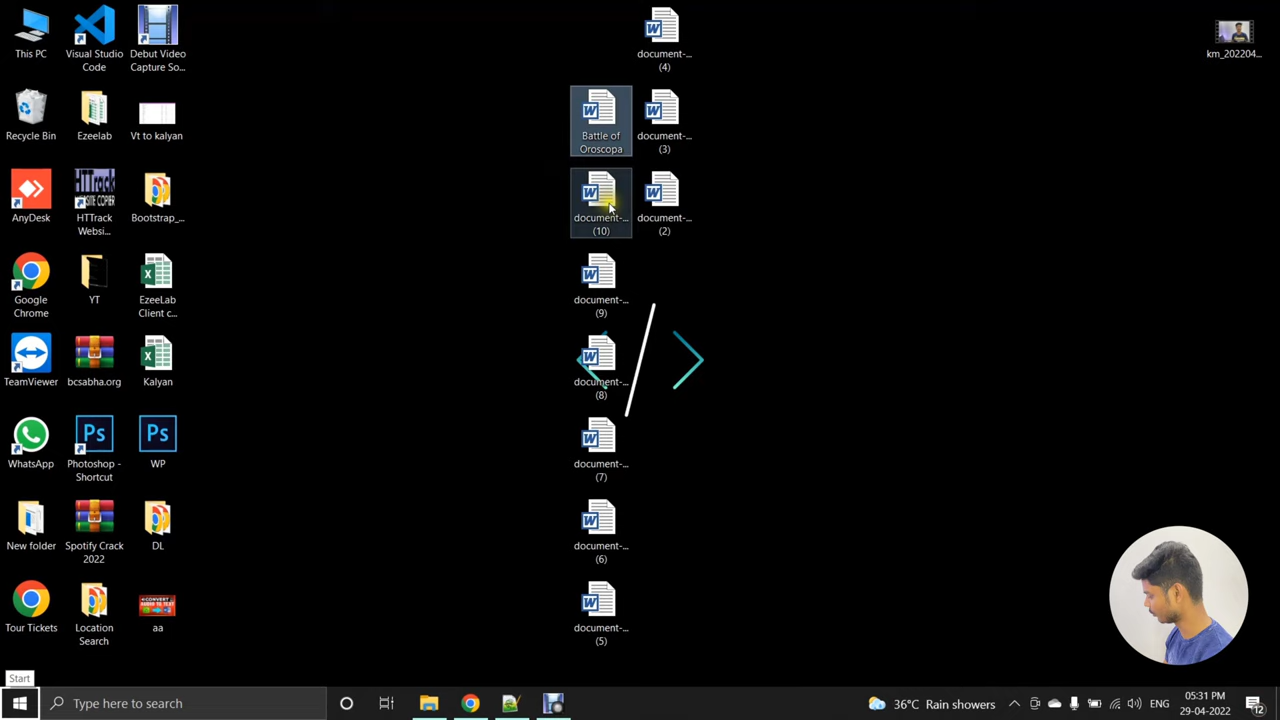 This PC
Visual Studio
Code
Debut Video
Capture So...
document-...
(4)
km_202204...
Recycle Bin
Ezeelab
Vt to kalyan
Battle of
Oroscopa
document-...
(3)
AnyDesk
HTTrack
Websi...
Bootstrap_...
document-...
(10)
document-...
(2)
Google
Chrome
YT
EzeeLab
Client c...
document-...
(9)
TeamViewer
bcsabha.org
Kalyan
document-...
(8)
WhatsApp
Photoshop -
Shortcut
WP
document-...
(7)
New folder
Spotify Crack
2022
DL
document-...
(6)
Tour Tickets
Location
Search
aa
document-...
(5)
Start
Type here to search
36°C Rain showers
ENG
05:31 PM
29-04-2022
12